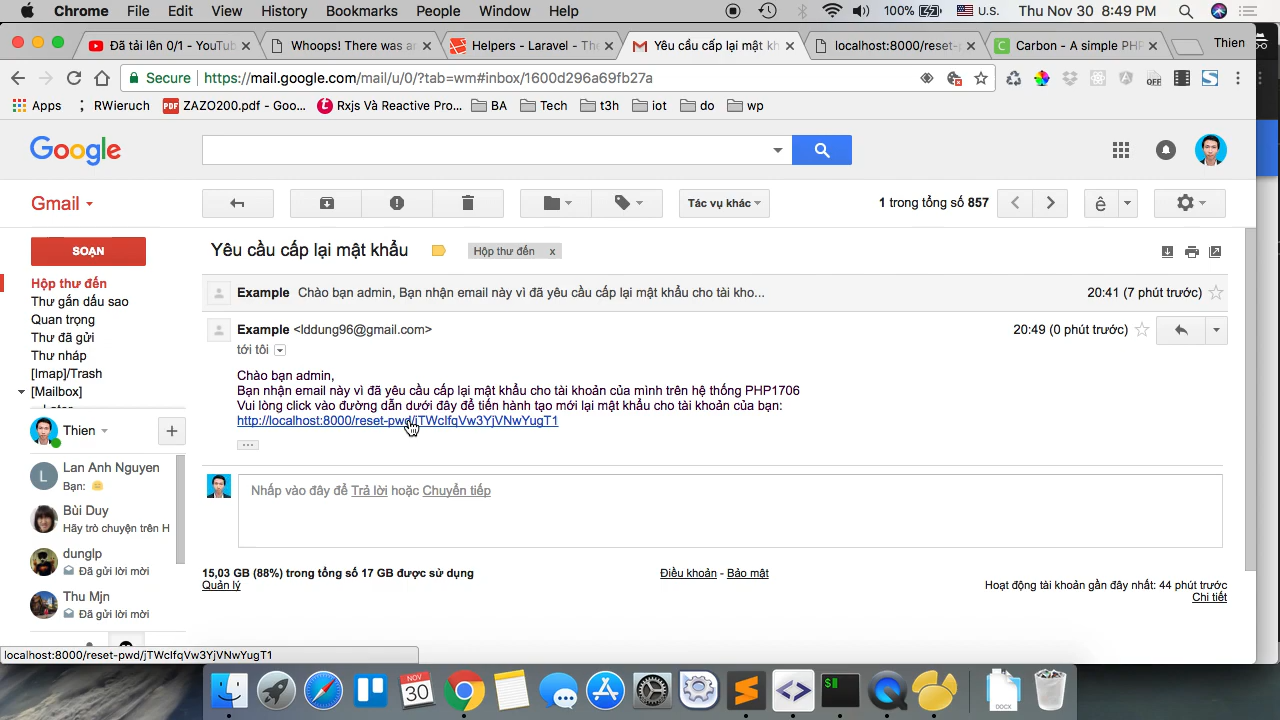 Chrome File Edit View History Bookmarks People Window Help 100% U.S. Thu Nov 30 8:49 PM
Đã tải lên 0/1 - YouTub Whoops! There was ar Helpers - Laravel - The Yêu cầu cấp lại mật kh localhost:8000/reset-p Carbon - A simple PHP Thien
Secure https://mail.google.com/mail/u/0/?tab=wm#inbox/1600d296a69fb27a
Apps RWieruch ZAZO200.pdf - Goo... Rxjs Và Reactive Pro... BA Tech t3h iot do wp
Google
Gmail Tác vụ khác 1 trong tổng số 857 ê
SOẠN
Yêu cầu cấp lại mật khẩu Hộp thư đến x
Hộp thư đến
Thư gắn dấu sao
Quan trọng
Thư đã gửi
Thư nháp
[Imap]/Trash
[Mailbox]
Example Chào bạn admin, Bạn nhận email này vì đã yêu cầu cấp lại mật khẩu cho tài kho... 20:41 (7 phút trước)
Example <lddung96@gmail.com> 20:49 (0 phút trước)
tới tôi
Chào bạn admin,
Bạn nhận email này vì đã yêu cầu cấp lại mật khẩu cho tài khoản của mình trên hệ thống PHP1706
Vui lòng click vào đường dẫn dưới đây để tiến hành tạo mới lại mật khẩu cho tài khoản của bạn:
http://localhost:8000/reset-pwd/jTWclfqVw3YjVNwYugT1
Thien
L Lan Anh Nguyen
Bạn:
Bùi Duy
Hãy trò chuyện trên H
dunglp
Đã gửi lời mời
Thu Mjn
Đã gửi lời mời
Nhấp vào đây để Trả lời hoặc Chuyển tiếp
15,03 GB (88%) trong tổng số 17 GB được sử dụng
Quản lý
Điều khoản - Bảo mật
Hoạt động tài khoản gần đây nhất: 44 phút trước
Chi tiết
localhost:8000/reset-pwd/jTWclfqVw3YjVNwYugT1
NOV
30
DOCX